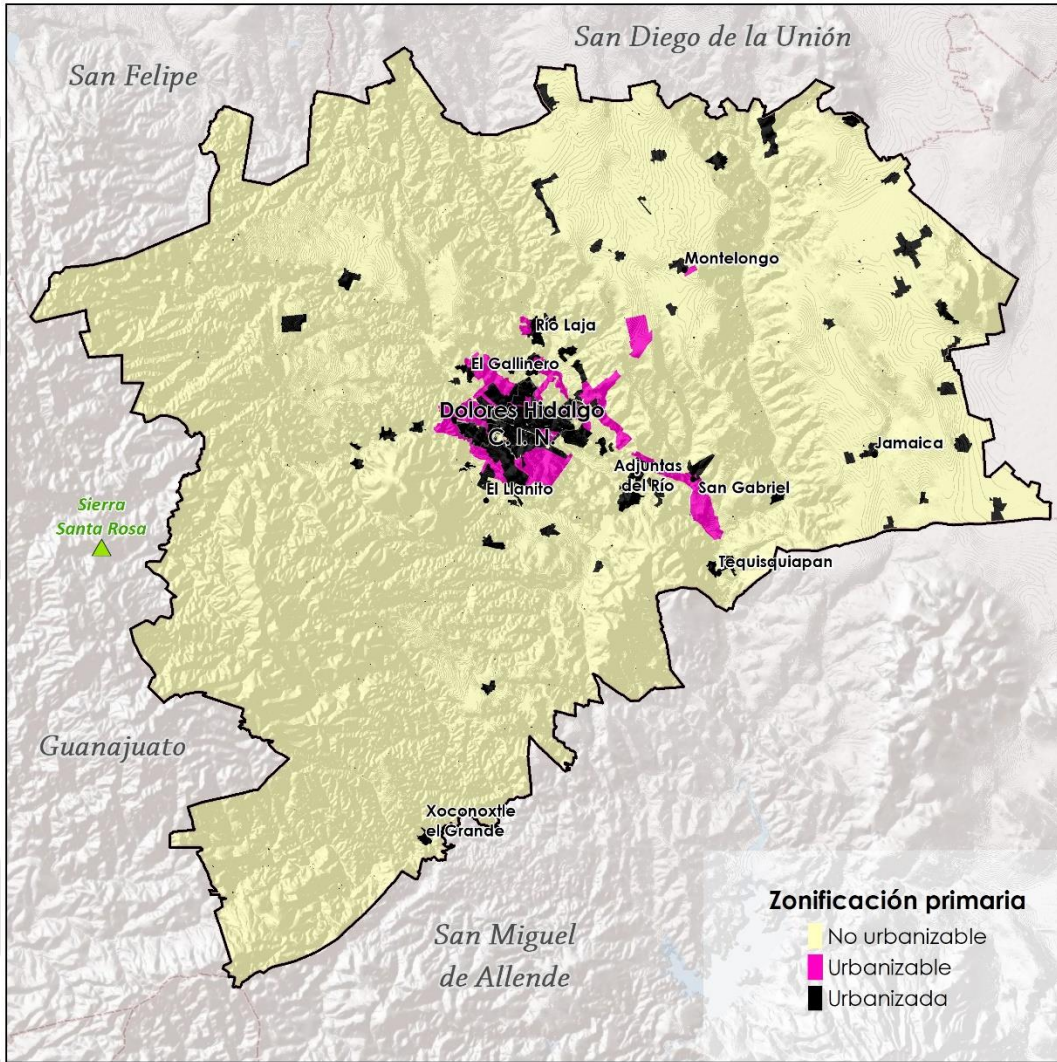 San Diego de la Unión
San Felipe
Montelongo
Río Laja
El Gallinero
Dolores Hidalgo
C. I. N.
Jamaica
Adjuntas
del Río
San Gabriel
El Llanito
Sierra
Santa Rosa
Tequisquiapan
Guanajuato
Xoconoxtle
el Grande
San Miguel
de Allende
Zonificación primaria
No urbanizable
Urbanizable
Urbanizada